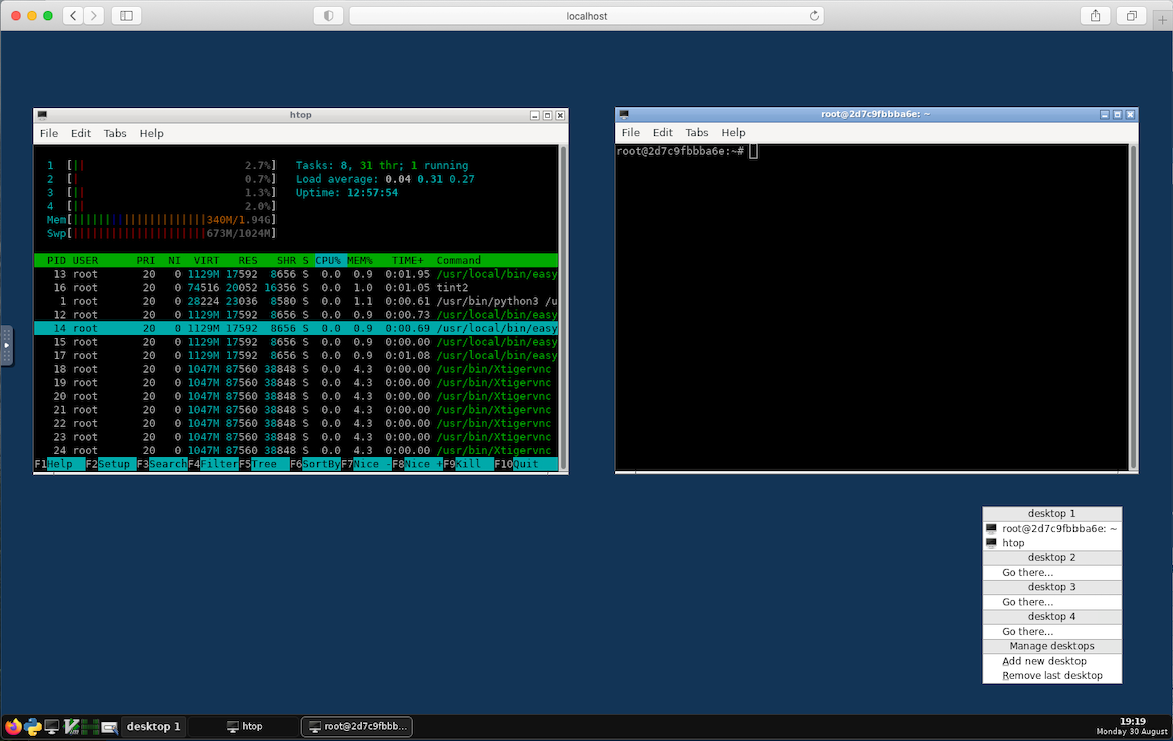 localhost
htop
File Edit Tabs Help
1 [|| 2.7%] Tasks: 8, 31 thr; 1 running
2 [| 0.7%] Load average: 0.04 0.31 0.27
3 [|| 1.3%] Uptime: 12:57:54
4 [|| 2.0%]
Mem[||||||||||||||||||||340M/1.94G]
Swp[||||||||||||||||||||673M/1024M]
PID USER PRI NI VIRT RES SHR S CPU% MEM% TIME+ Command
13 root 20 0 1129M 17592 8656 S 0.0 0.9 0:01.95 /usr/local/bin/easy
16 root 20 0 74516 20052 16356 S 0.0 1.0 0:01.05 tint2
1 root 20 0 28224 23036 8580 S 0.0 1.1 0:00.61 /usr/bin/python3 /u
12 root 20 0 1129M 17592 8656 S 0.0 0.9 0:00.73 /usr/local/bin/easy
14 root 20 0 1129M 17592 8656 S 0.0 0.9 0:00.69 /usr/local/bin/easy
15 root 20 0 1129M 17592 8656 S 0.0 0.9 0:00.00 /usr/local/bin/easy
17 root 20 0 1129M 17592 8656 S 0.0 0.9 0:01.08 /usr/local/bin/easy
18 root 20 0 1047M 87560 38848 S 0.0 4.3 0:00.00 /usr/bin/Xtigervnc
19 root 20 0 1047M 87560 38848 S 0.0 4.3 0:00.00 /usr/bin/Xtigervnc
20 root 20 0 1047M 87560 38848 S 0.0 4.3 0:00.00 /usr/bin/Xtigervnc
21 root 20 0 1047M 87560 38848 S 0.0 4.3 0:00.00 /usr/bin/Xtigervnc
22 root 20 0 1047M 87560 38848 S 0.0 4.3 0:00.00 /usr/bin/Xtigervnc
23 root 20 0 1047M 87560 38848 S 0.0 4.3 0:00.00 /usr/bin/Xtigervnc
24 root 20 0 1047M 87560 38848 S 0.0 4.3 0:00.00 /usr/bin/Xtigervnc
F1Help F2Setup F3SearchF4FilterF5Tree F6SortByF7Nice -F8Nice +F9Kill F10Quit
root@2d7c9fbbba6e: ~
File Edit Tabs Help
root@2d7c9fbbba6e:~#
desktop 1
root@2d7c9fbbba6e: ~
htop
desktop 2
Go there...
desktop 3
Go there...
desktop 4
Go there...
Manage desktops
Add new desktop
Remove last desktop
desktop 1
htop
root@2d7c9fbbb...
19:19
Monday 30 August